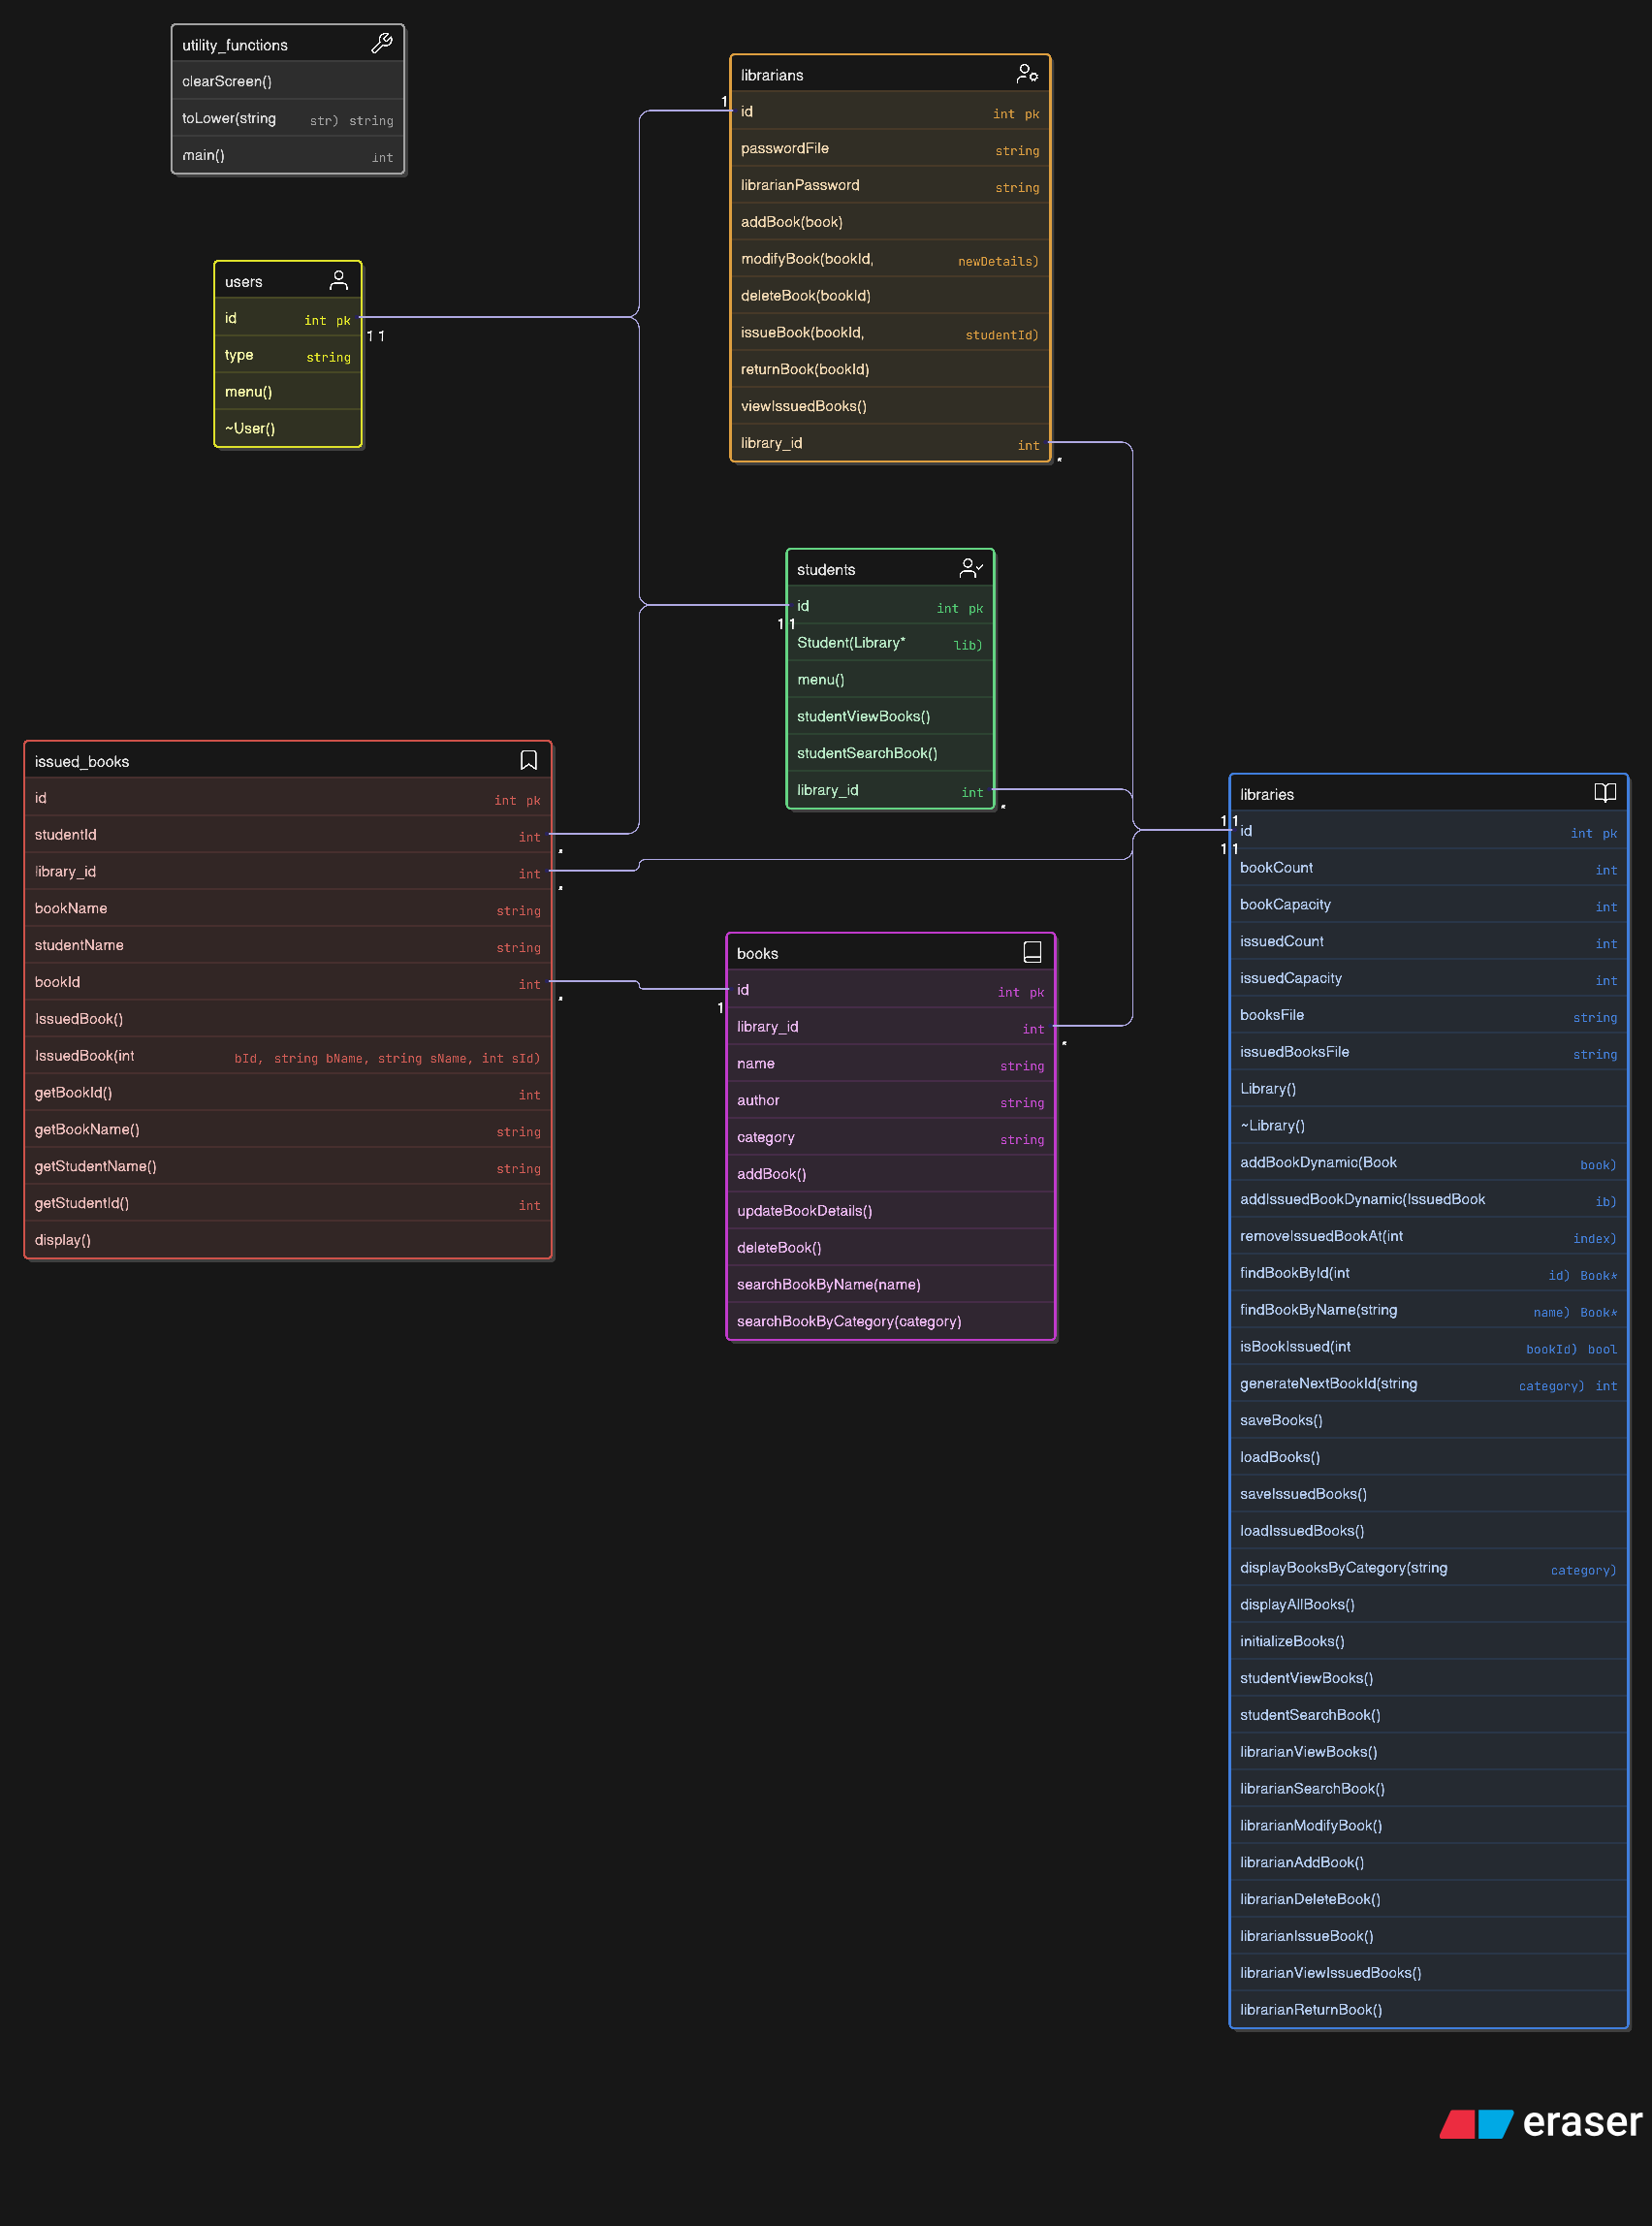 utility_functions
clearScreen()
toLower(string str) string
main() int
librarians
1
id int pk
passwordFile string
librarianPassword string
addBook(book)
modifyBook(bookId, newDetails)
deleteBook(bookId)
issueBook(bookId, studentId)
returnBook(bookId)
viewIssuedBooks()
library_id int
*
users
id int pk
1 1
type string
menu()
~User()
students
id int pk
1 1
Student(Library* lib)
menu()
studentViewBooks()
studentSearchBook()
library_id int
*
issued_books
id int pk
studentId int
*
library_id int
*
bookName string
studentName string
bookId int
*
IssuedBook()
IssuedBook(int bId, string bName, string sName, int sId)
getBookId() int
getBookName() string
getStudentName() string
getStudentId() int
display()
books
id int pk
1
library_id int
*
name string
author string
category string
addBook()
updateBookDetails()
deleteBook()
searchBookByName(name)
searchBookByCategory(category)
libraries
1 1
id int pk
1 1
bookCount int
bookCapacity int
issuedCount int
issuedCapacity int
booksFile string
issuedBooksFile string
Library()
~Library()
addBookDynamic(Book book)
addIssuedBookDynamic(IssuedBook ib)
removeIssuedBookAt(int index)
findBookById(int id) Book*
findBookByName(string name) Book*
isBookIssued(int bookId) bool
generateNextBookId(string category) int
saveBooks()
loadBooks()
saveIssuedBooks()
loadIssuedBooks()
displayBooksByCategory(string category)
displayAllBooks()
initializeBooks()
studentViewBooks()
studentSearchBook()
librarianViewBooks()
librarianSearchBook()
librarianModifyBook()
librarianAddBook()
librarianDeleteBook()
librarianIssueBook()
librarianViewIssuedBooks()
librarianReturnBook()
eraser